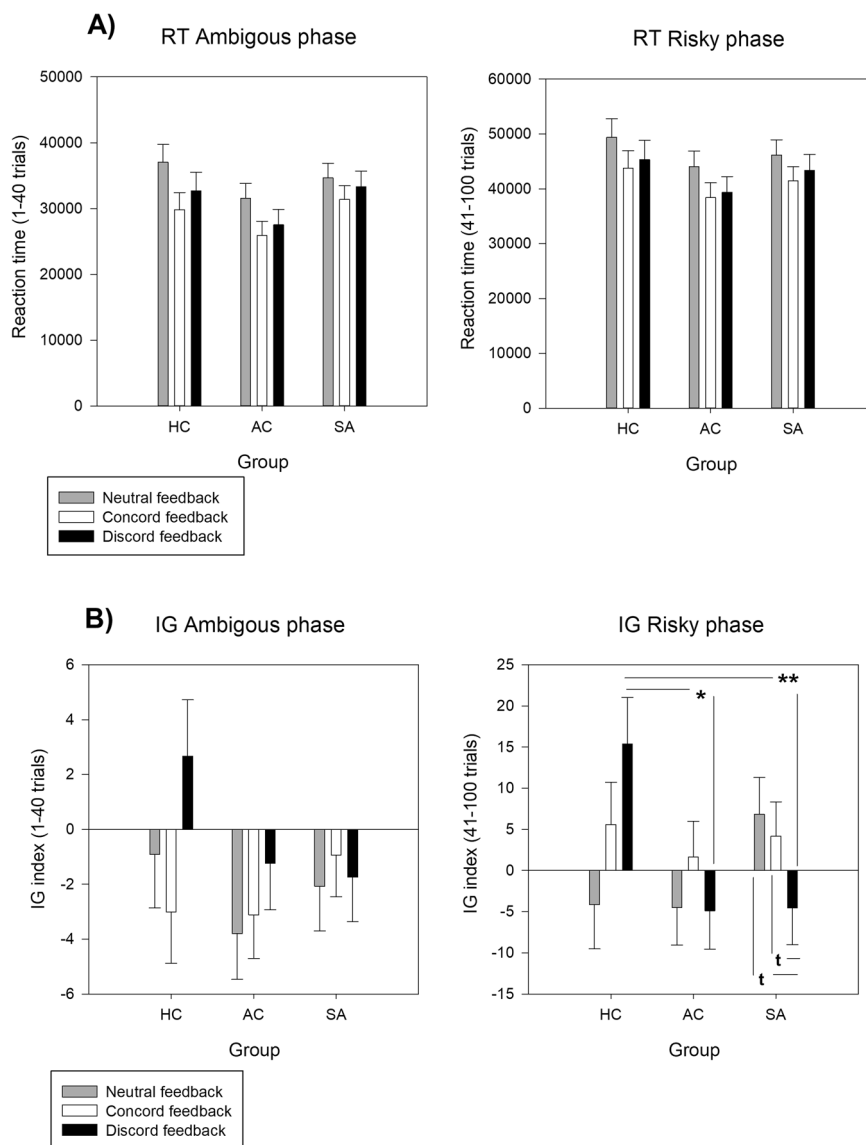 A)
RT Ambigous phase
Reaction time (1-40 trials)
50000
40000
30000
20000
10000
0
HC AC SA
Group
RT Risky phase
Reaction time (41-100 trials)
60000
50000
40000
30000
20000
10000
0
HC AC SA
Group
Neutral feedback
Concord feedback
Discord feedback
B)
IG Ambigous phase
IG index (1-40 trials)
6
4
2
0
-2
-4
-6
HC AC SA
Group
IG Risky phase
IG index (41-100 trials)
25
20
15
10
5
0
-5
-10
-15
**
*
t
t
HC AC SA
Group
Neutral feedback
Concord feedback
Discord feedback